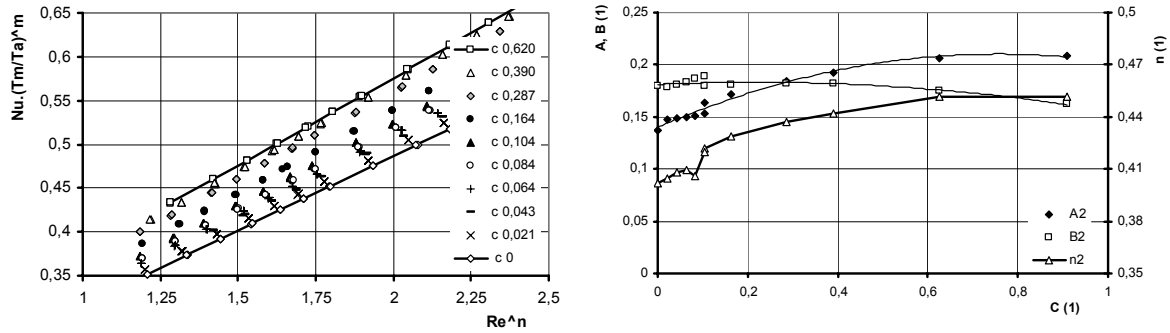 Nu.(Tm/Ta)^m
0,65
0,6
0,55
0,5
0,45
0,4
0,35
1
1,25
1,5
1,75
2
2,25
2,5
Re^n
c 0,620
c 0,390
c 0,287
c 0,164
c 0,104
c 0,084
c 0,064
c 0,043
c 0,021
c 0
A, B (1)
0,25
0,2
0,15
0,1
0,05
0
0
0,2
0,4
0,6
0,8
1
C (1)
0,5
0,47
0,44
0,41
0,38
0,35
n (1)
A2
B2
n2